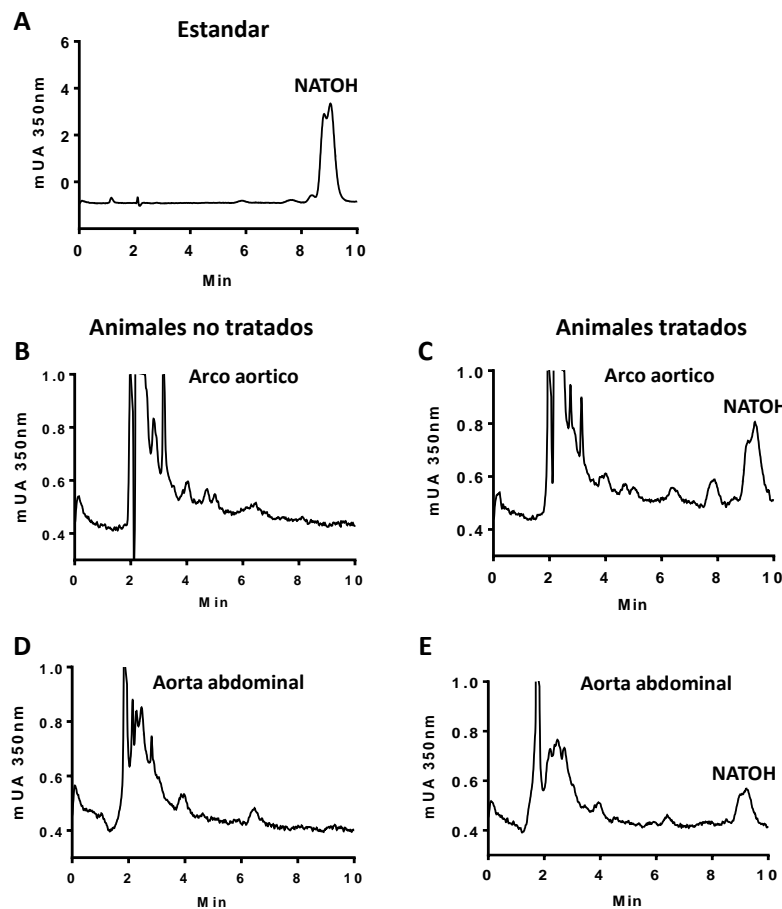 A
Estandar
6
4
2
0
mUA 350nm
NATOH
0 2 4 6 8 10
Min
Animales no tratados
Animales tratados
B
Arco aortico
1.0
0.8
0.6
0.4
mUA 350nm
0 2 4 6 8 10
Min
C
Arco aortico
NATOH
1.0
0.8
0.6
0.4
mUA 350nm
0 2 4 6 8 10
Min
D
Aorta abdominal
1.0
0.8
0.6
0.4
mUA 350nm
0 2 4 6 8 10
Min
E
Aorta abdominal
NATOH
1.0
0.8
0.6
0.4
mUA 350nm
0 2 4 6 8 10
Min